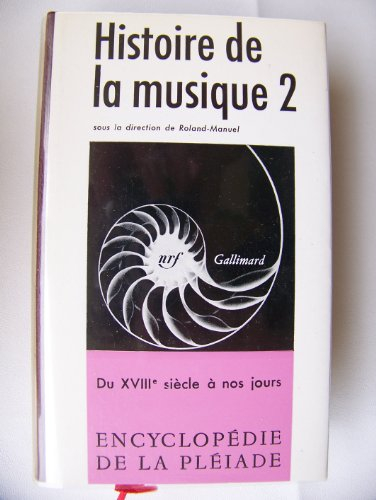 Histoire de
la musique 2
sous la direction de Roland-Manuel
nrf
Gallimard
Du XVIIIe siècle à nos jours
ENCYCLOPÉDIE
DE LA PLÉIADE